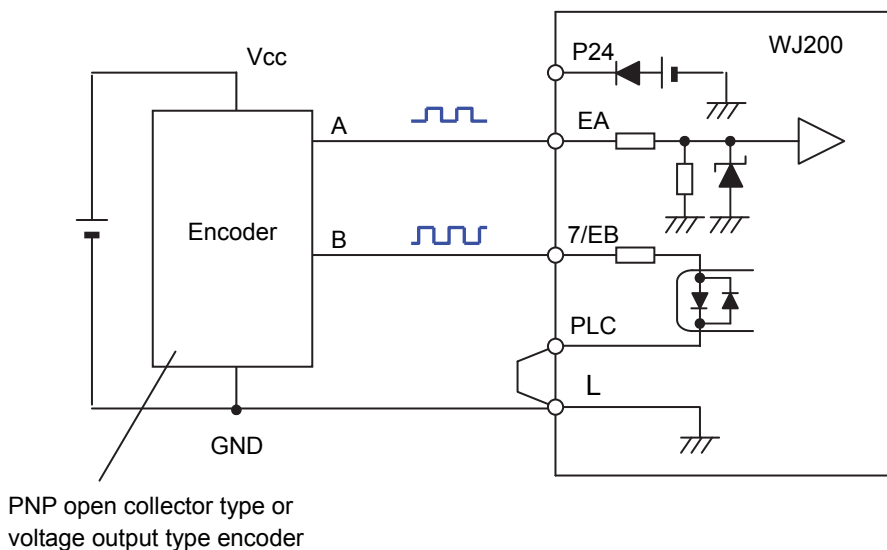 WJ200
Vcc
P24
A
EA
Encoder
B
7/EB
PLC
L
GND
PNP open collector type or
voltage output type encoder